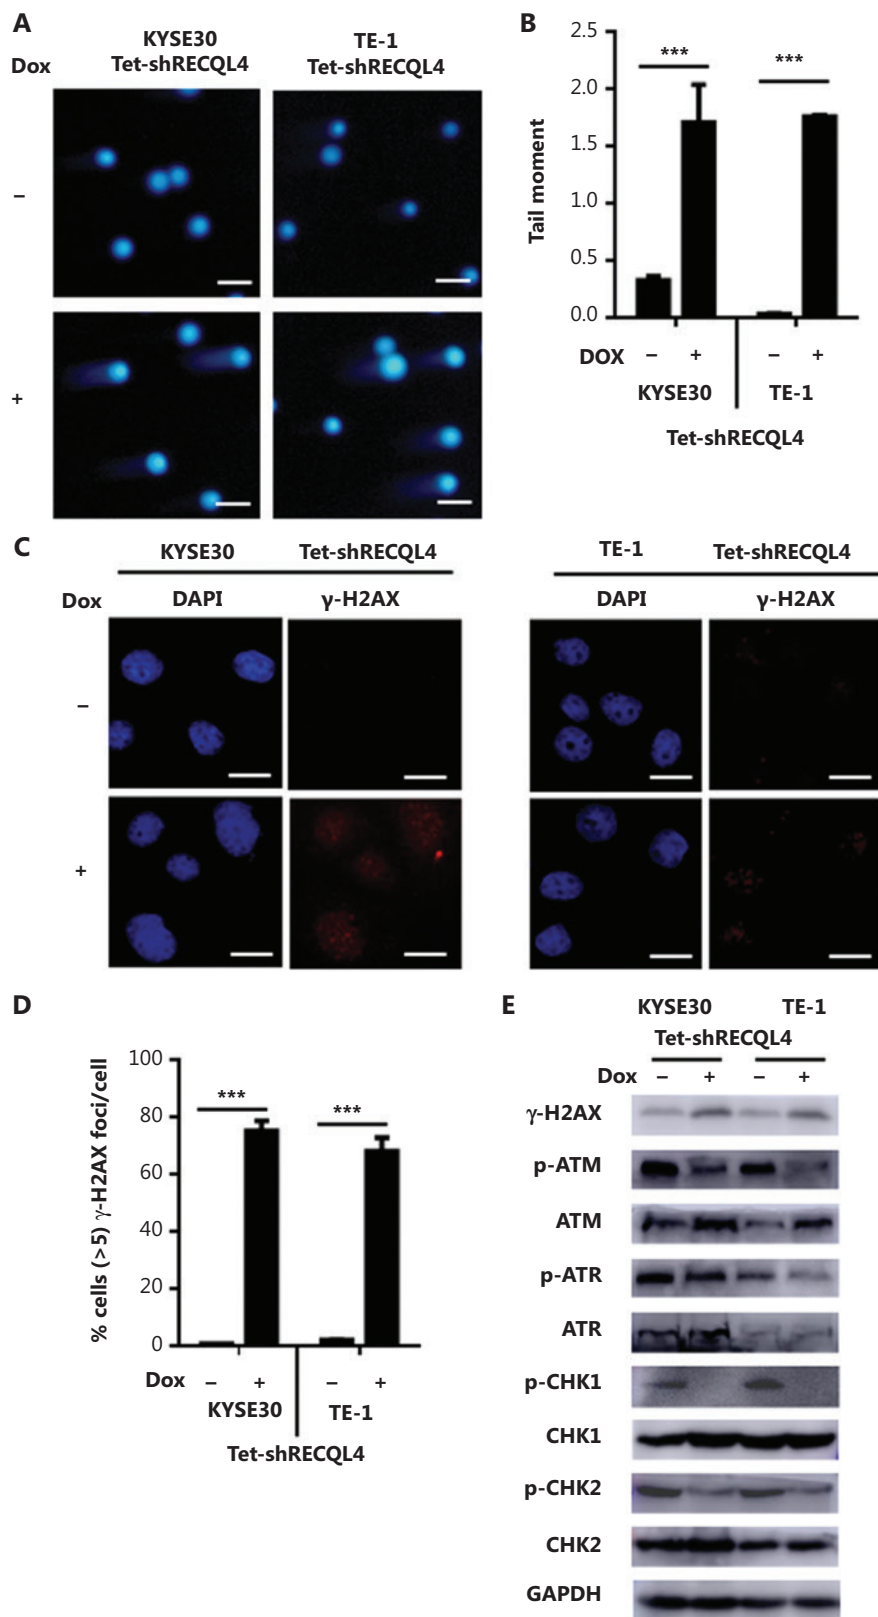 A
KYSE30
Tet-shRECQL4
TE-1
Tet-shRECQL4
Dox
−
+
B
2.5
2.0
1.5
1.0
0.5
0.0
Tail moment
***
***
DOX − + − +
KYSE30 TE-1
Tet-shRECQL4
C
KYSE30 Tet-shRECQL4
TE-1 Tet-shRECQL4
Dox
DAPI γ-H2AX
DAPI γ-H2AX
−
+
D
100
80
60
40
20
0
% cells (>5) γ-H2AX foci/cell
***
***
Dox − + − +
KYSE30 TE-1
Tet-shRECQL4
E
KYSE30 TE-1
Tet-shRECQL4
Dox − + − +
γ-H2AX
p-ATM
ATM
p-ATR
ATR
p-CHK1
CHK1
p-CHK2
CHK2
GAPDH